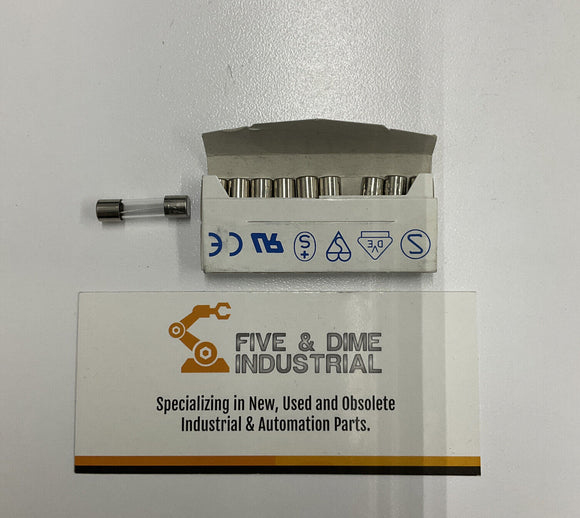 FIVE & DIME
INDUSTRIAL
Specializing in New, Used and Obsolete
Industrial & Automation Parts.